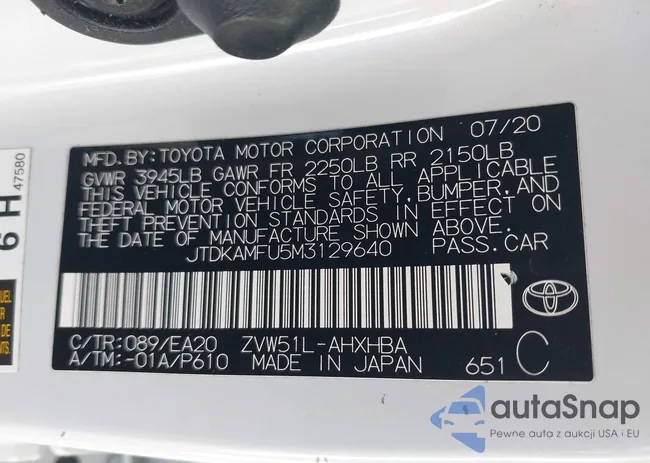 MFD.BY:TOYOTA MOTOR CORPORATION 07/20
GVWR 3945LB GAWR FR 2250LB RR 2150LB
THIS VEHICLE CONFORMS TO ALL APPLICABLE
FEDERAL MOTOR VEHICLE SAFETY,BUMPER,AND
THEFT PREVENTION STANDARDS IN EFFECT ON
THE DATE OF MANUFACTURE SHOWN ABOVE.
JTDKAMFU5M3129640 PASS.CAR
C/TR:089/EA20 ZVW51L-AHXHBA
A/TM:-01A/P610 MADE IN JAPAN 651 C
47580
6 H
DE
autoSnap
Pewne auta z aukcji USA i EU